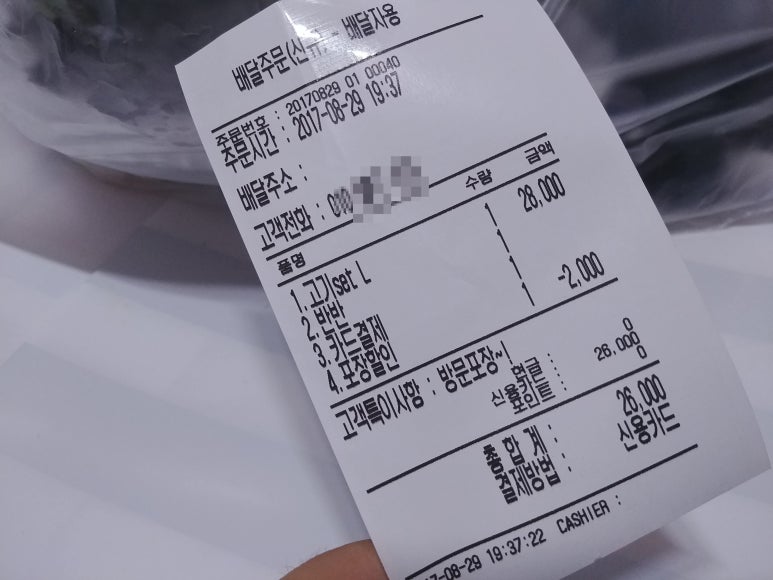 배달주문(신규) - 배달지용
주문번호 : 20170829 01 00040
주문시간 : 2017-08-29 19:37
배달주소 :
고객전화 : 010
품명 수량 금액
1.고기set L 1 28,000
2.반반 1
3.카드결제 1
4.포장할인 1 -2,000
고객특이사항 : 방문포장~!
현금 : 0
신용카드 : 26,000
포인트 : 0
총 합 계 : 26,000
결제방법 : 신용카드
17-08-29 19:37:22 CASHIER :